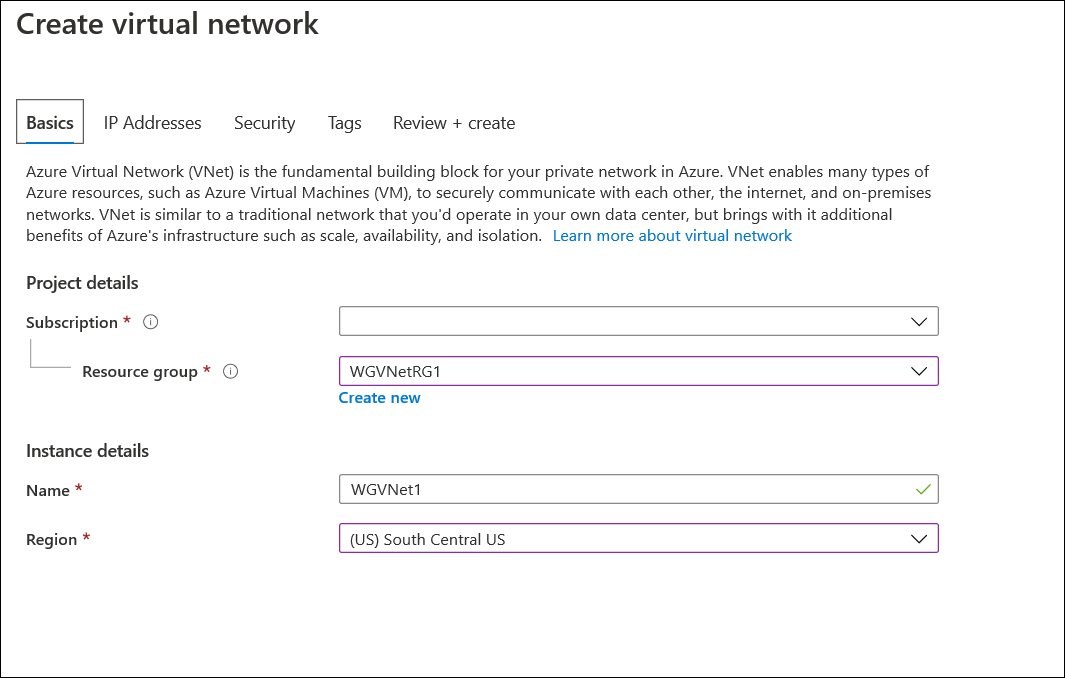 Create virtual network
Basics IP Addresses Security Tags Review + create
Azure Virtual Network (VNet) is the fundamental building block for your private network in Azure. VNet enables many types of
Azure resources, such as Azure Virtual Machines (VM), to securely communicate with each other, the internet, and on-premises
networks. VNet is similar to a traditional network that you'd operate in your own data center, but brings with it additional
benefits of Azure's infrastructure such as scale, availability, and isolation. Learn more about virtual network
Project details
Subscription *
Resource group * WGVNetRG1
Create new
Instance details
Name * WGVNet1
Region * (US) South Central US